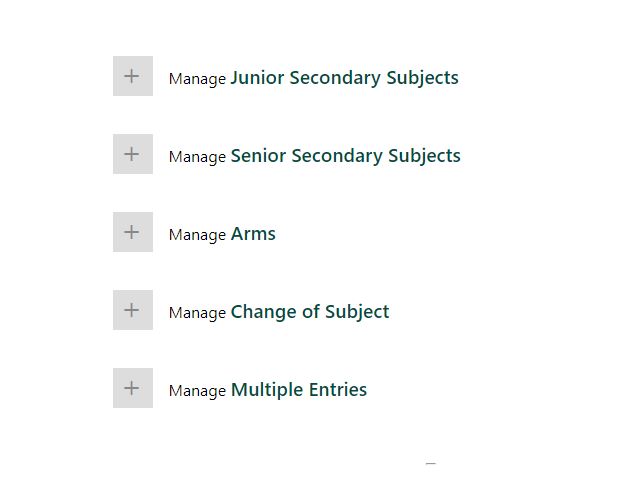 + Manage Junior Secondary Subjects
+ Manage Senior Secondary Subjects
+ Manage Arms
+ Manage Change of Subject
+ Manage Multiple Entries